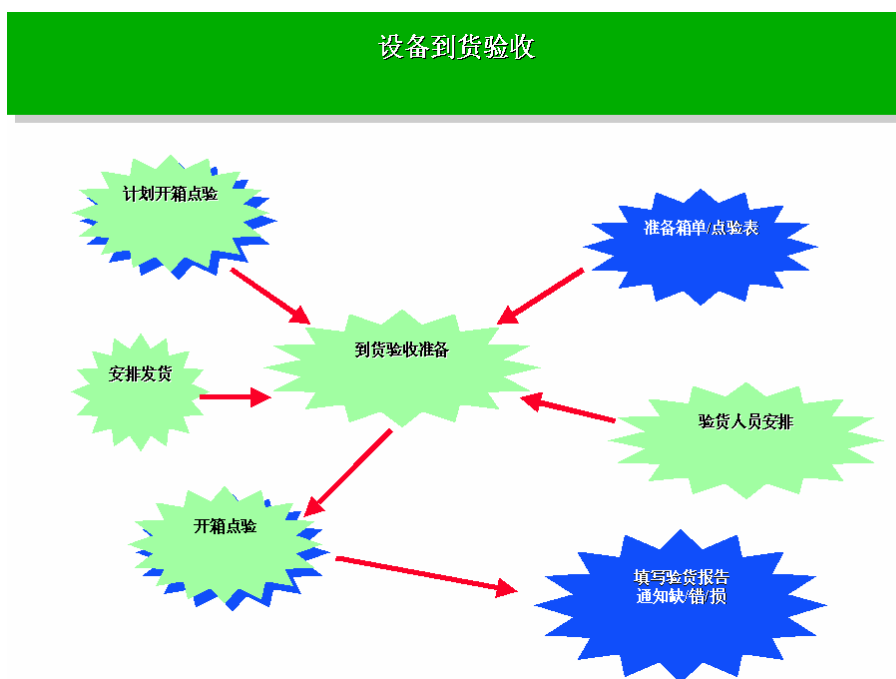 设备到货验收
计划开箱点验
准备箱单/点验表
到货验收准备
安排发货
验货人员安排
开箱点验
填写验货报告
通知缺/错/损